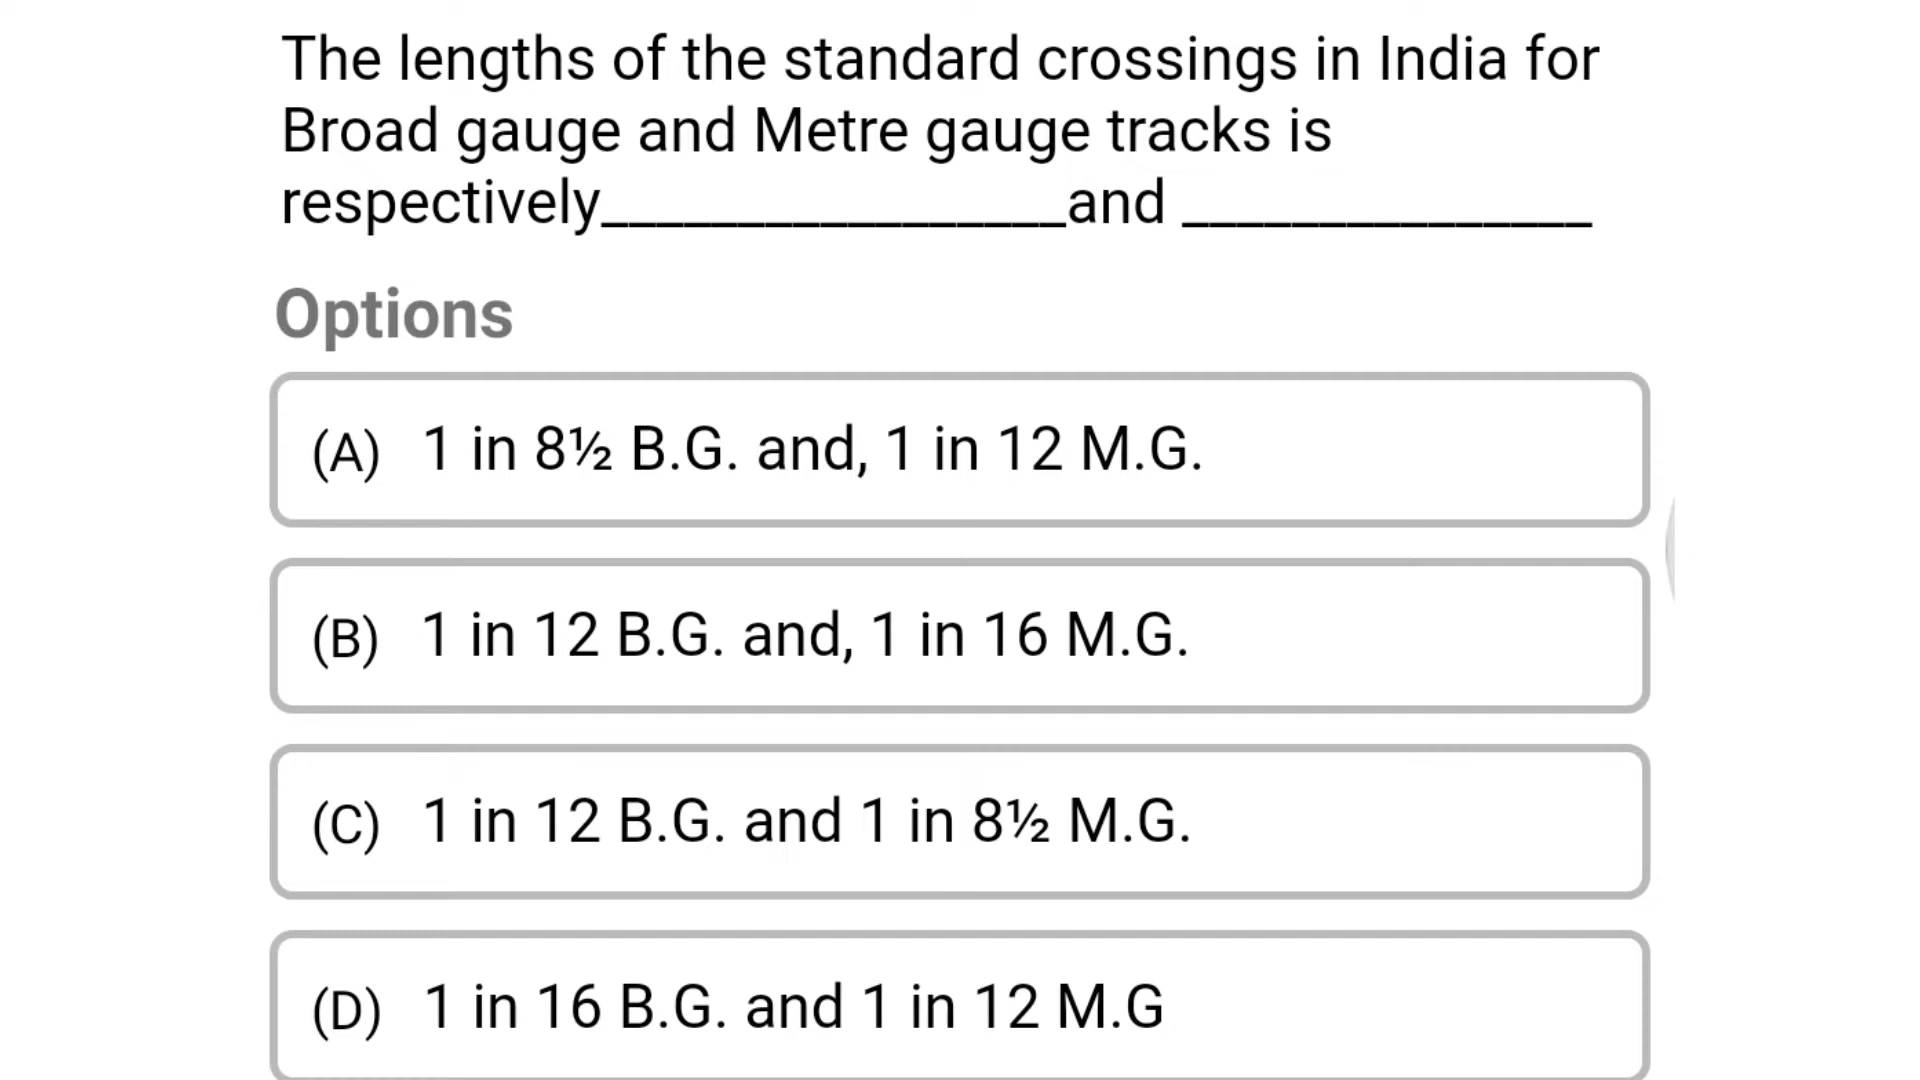 The lengths of the standard crossings in India for
Broad gauge and Metre gauge tracks is
respectively_________________and _______________
Options
(A) 1 in 8½ B.G. and, 1 in 12 M.G.
(B) 1 in 12 B.G. and, 1 in 16 M.G.
(C) 1 in 12 B.G. and 1 in 8½ M.G.
(D) 1 in 16 B.G. and 1 in 12 M.G